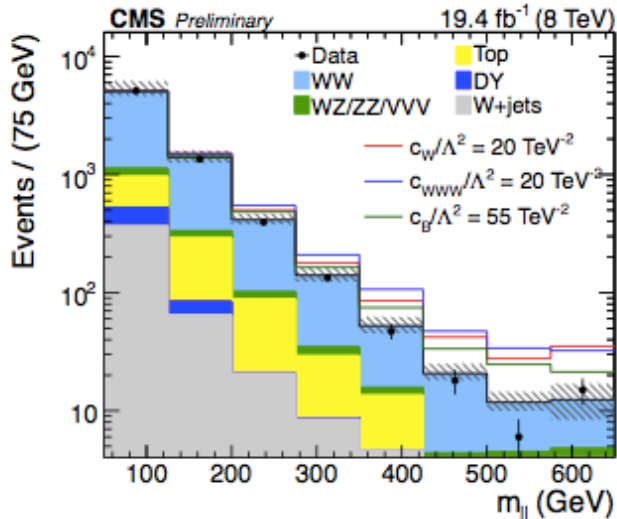 CMS Preliminary 19.4 fb⁻¹ (8 TeV)
Events / (75 GeV)
10⁴
10³
10²
10
Data
WW
WZ/ZZ/VVV
Top
DY
W+jets
c_W/Λ² = 20 TeV⁻²
c_WWW/Λ² = 20 TeV⁻²
c_B/Λ² = 55 TeV⁻²
100 200 300 400 500 600
m_ll (GeV)